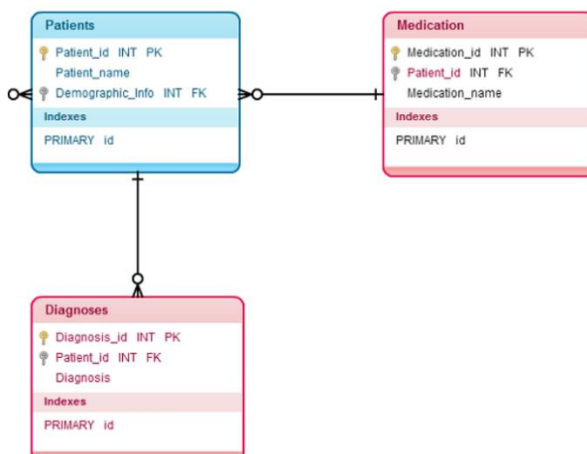 Patients
Patient_id INT PK
Patient_name
Demographic_Info INT FK
Indexes
PRIMARY id
Medication
Medication_id INT PK
Patient_id INT FK
Medication_name
Indexes
PRIMARY id
Diagnoses
Diagnosis_id INT PK
Patient_id INT FK
Diagnosis
Indexes
PRIMARY id